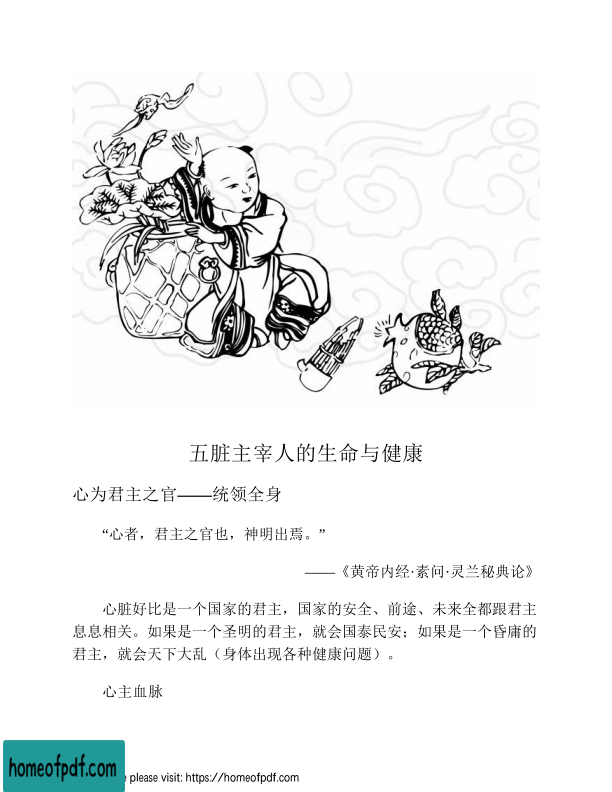 五脏主宰人的生命与健康
心为君主之官——统领全身
“心者，君主之官也，神明出焉。”
——《黄帝内经·素问·灵兰秘典论》
心脏好比是一个国家的君主，国家的安全、前途、未来全都跟君主
息息相关。如果是一个圣明的君主，就会国泰民安；如果是一个昏庸的
君主，就会天下大乱（身体出现各种健康问题）。
心主血脉
homeofpdf.com
e please visit: https://homeofpdf.com